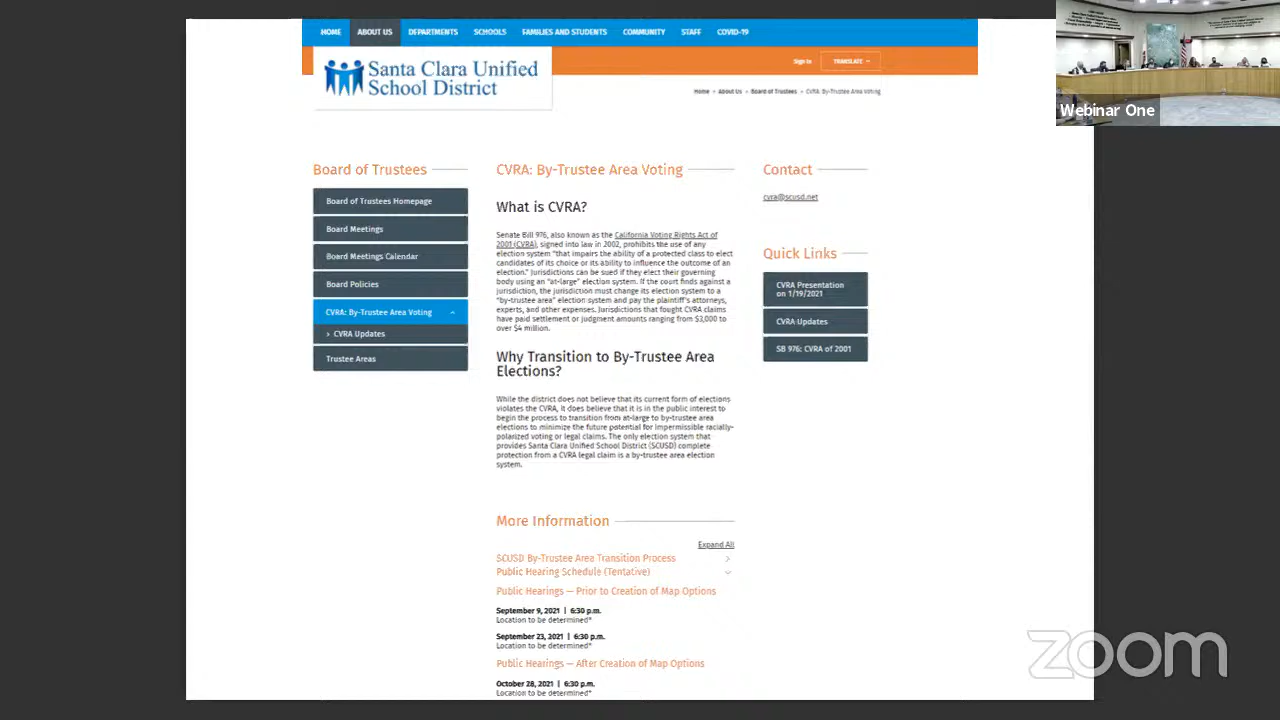 HOME ABOUT US DEPARTMENTS SCHOOLS FAMILIES AND STUDENTS COMMUNITY STAFF COVID-19
Sign In TRANSLATE
Santa Clara Unified
School District
Home > About Us > Board of Trustees > CVRA: By-Trustee Area Voting
Webinar One
Board of Trustees
Board of Trustees Homepage
Board Meetings
Board Meetings Calendar
Board Policies
CVRA: By-Trustee Area Voting
› CVRA Updates
Trustee Areas
CVRA: By-Trustee Area Voting
What is CVRA?
Senate Bill 976, also known as the California Voting Rights Act of
2001 (CVRA), signed into law in 2002, prohibits the use of any
election system "that impairs the ability of a protected class to elect
candidates of its choice or its ability to influence the outcome of an
election." Jurisdictions can be sued if they elect their governing
body using an "at-large" election system. If the court finds against a
jurisdiction, the jurisdiction must change its election system to a
"by-trustee area" election system and pay the plaintiff's attorneys,
experts, and other expenses. Jurisdictions that fought CVRA claims
have paid settlement or judgment amounts ranging from $3,000 to
over $4 million.
Why Transition to By-Trustee Area
Elections?
While the district does not believe that its current form of elections
violates the CVRA, it does believe that it is in the public interest to
begin the process to transition from at-large to by-trustee area
elections to minimize the future potential for impermissible racially-
polarized voting or legal claims. The only election system that
provides Santa Clara Unified School District (SCUSD) complete
protection from a CVRA legal claim is a by-trustee area election
system.
More Information
Expand All
SCUSD By-Trustee Area Transition Process
Public Hearing Schedule (Tentative)
Public Hearings — Prior to Creation of Map Options
September 9, 2021 | 6:30 p.m.
Location to be determined*
September 23, 2021 | 6:30 p.m.
Location to be determined*
Public Hearings — After Creation of Map Options
October 28, 2021 | 6:30 p.m.
Location to be determined*
Contact
cvra@scusd.net
Quick Links
CVRA Presentation
on 1/19/2021
CVRA Updates
SB 976: CVRA of 2001
zoom